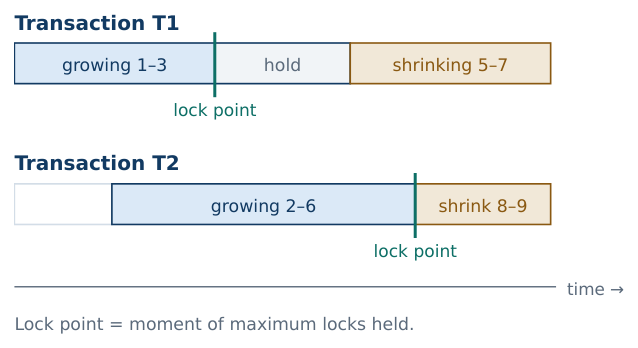 Transaction T1
growing 1–3
hold
shrinking 5–7
lock point
Transaction T2
growing 2–6
shrink 8–9
lock point
time →
Lock point = moment of maximum locks held.